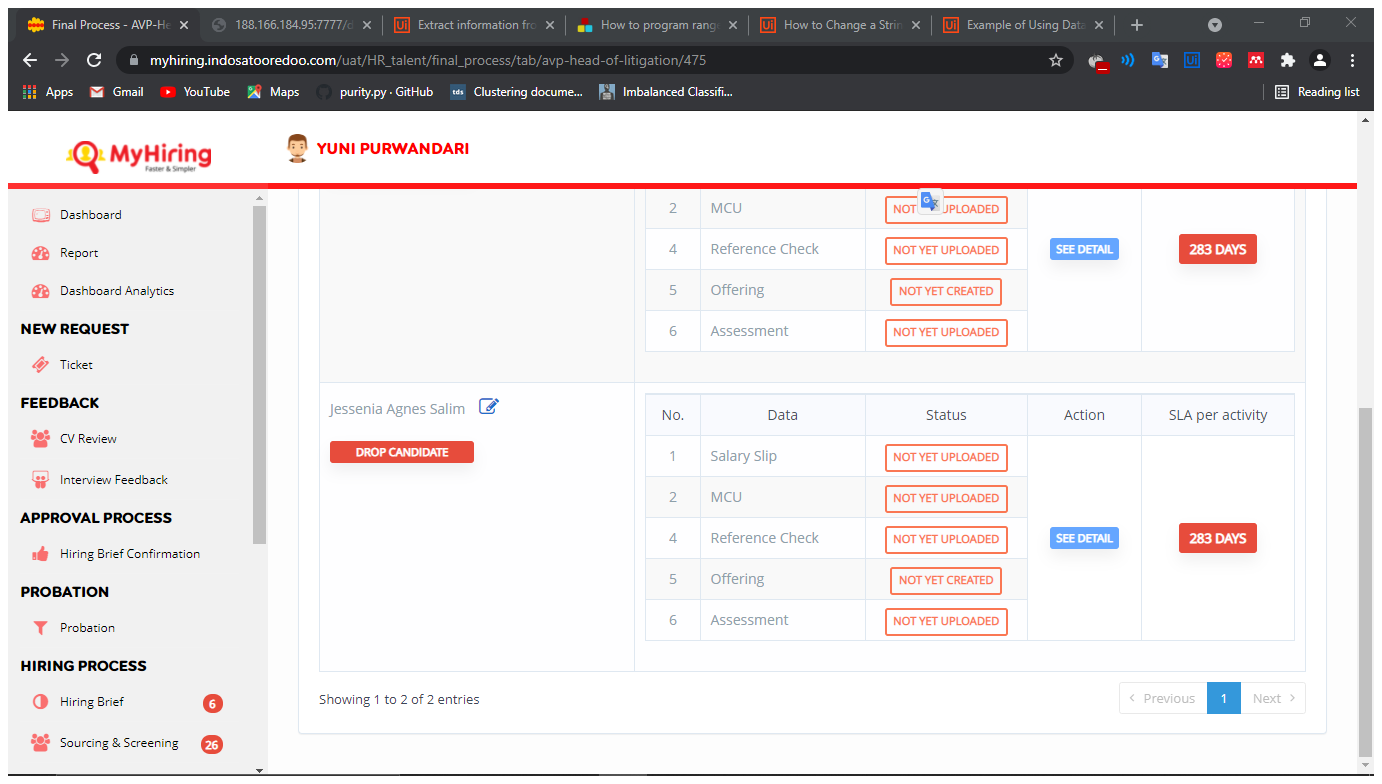 Final Process - AVP-He
188.166.184.95:7777/d
Extract information fro
How to program rang
How to Change a Strin
Example of Using Data
myhiring.indosatooredoo.com/uat/HR_talent/final_process/tab/avp-head-of-litigation/475
Apps
Gmail
YouTube
Maps
purity.py · GitHub
Clustering docume...
Imbalanced Classifi...
Reading list
MyHiring
Faster & Simpler
YUNI PURWANDARI
Dashboard
Report
Dashboard Analytics
NEW REQUEST
Ticket
FEEDBACK
CV Review
Interview Feedback
APPROVAL PROCESS
Hiring Brief Confirmation
PROBATION
Probation
HIRING PROCESS
Hiring Brief 6
Sourcing & Screening 26
2 MCU NOT UPLOADED
4 Reference Check NOT YET UPLOADED SEE DETAIL 283 DAYS
5 Offering NOT YET CREATED
6 Assessment NOT YET UPLOADED
Jessenia Agnes Salim
DROP CANDIDATE
No. Data Status Action SLA per activity
1 Salary Slip NOT YET UPLOADED
2 MCU NOT YET UPLOADED
4 Reference Check NOT YET UPLOADED SEE DETAIL 283 DAYS
5 Offering NOT YET CREATED
6 Assessment NOT YET UPLOADED
Showing 1 to 2 of 2 entries
Previous 1 Next